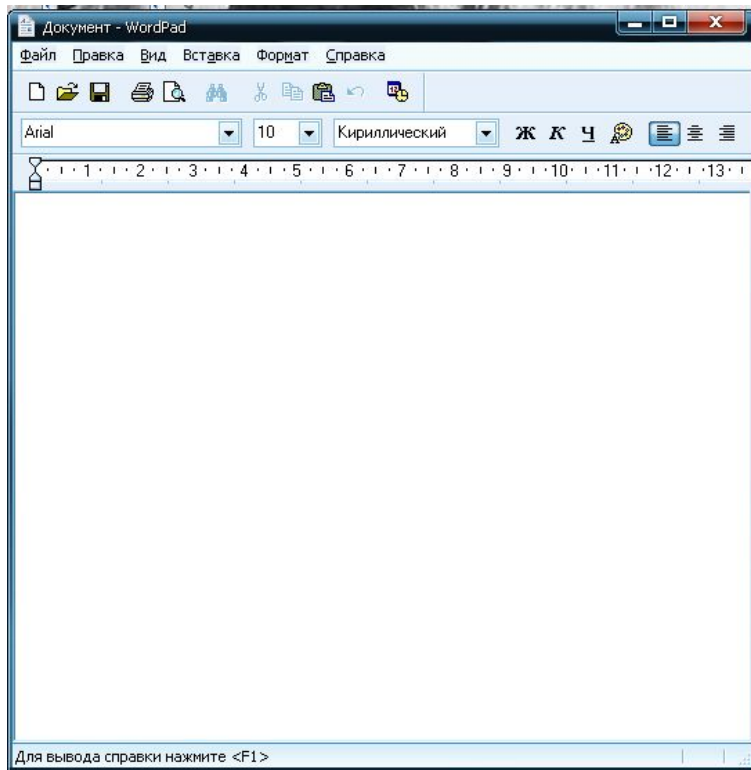 Документ - WordPad
Файл Правка Вид Вставка Формат Справка
Arial 10 Кириллический Ж К Ч
1 2 3 4 5 6 7 8 9 10 11 12 13
Для вывода справки нажмите <F1>